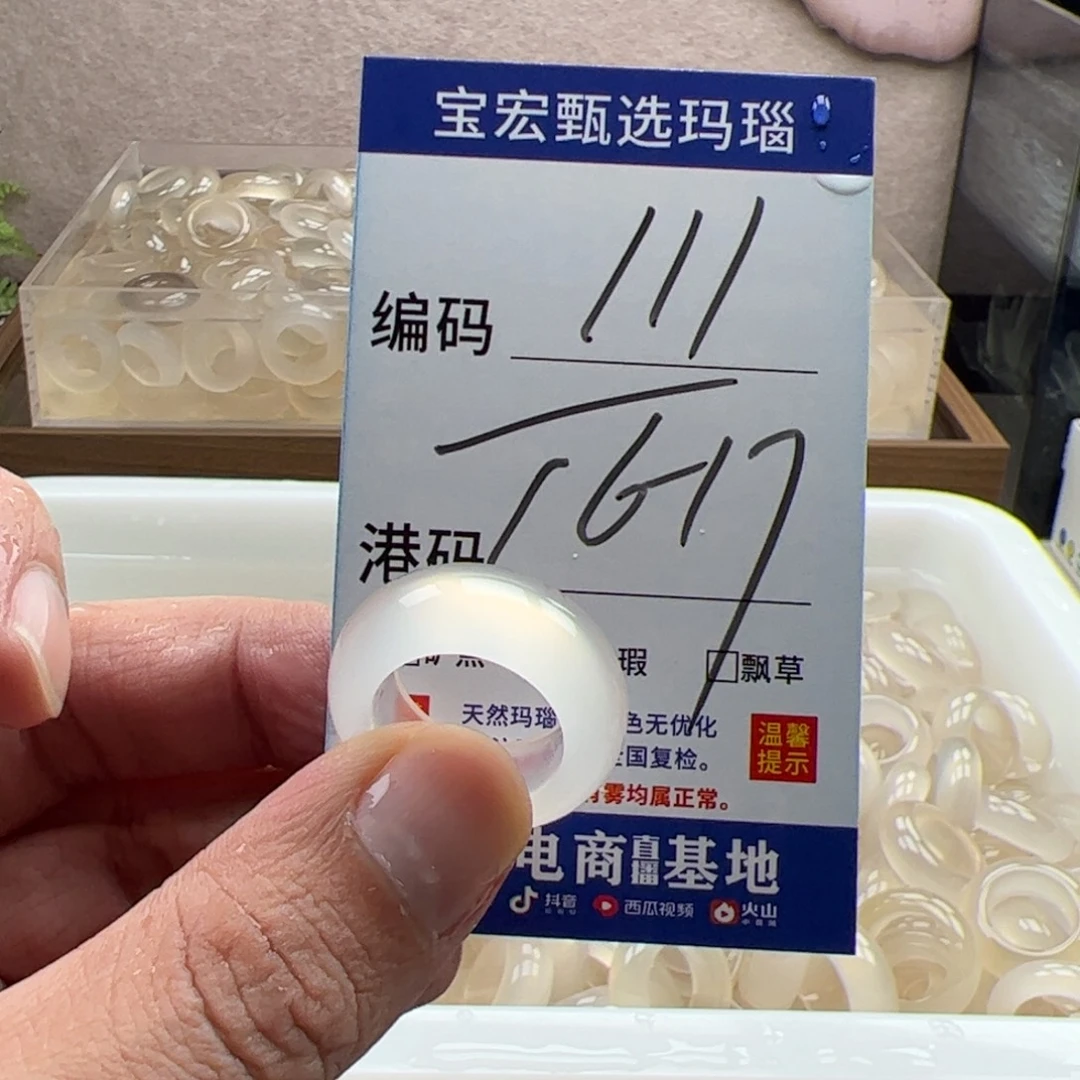 宝宏甄选玛瑙
编码 111
港码 TG17
瑕 □飘草
天然玛瑙 色无优化 温馨
国复检。 提示
雾均属正常。
电商直播基地
抖音 西瓜视频 火山